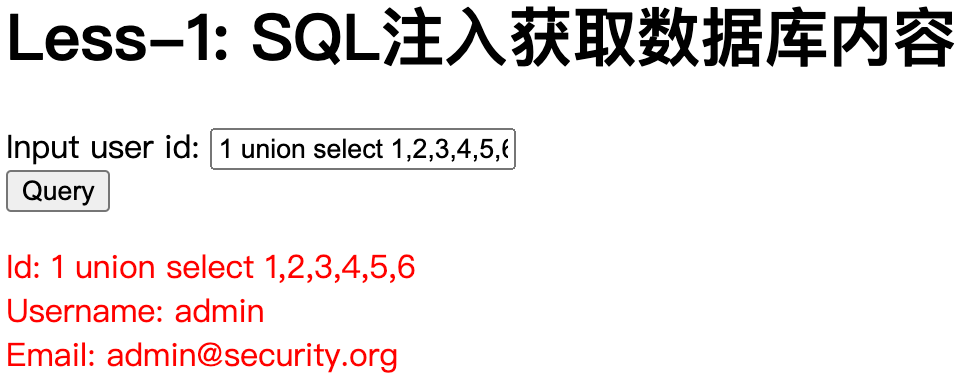 Less-1: SQL注入获取数据库内容
Input user id: 1 union select 1,2,3,4,5,6
Query
Id: 1 union select 1,2,3,4,5,6
Username: admin
Email: admin@security.org